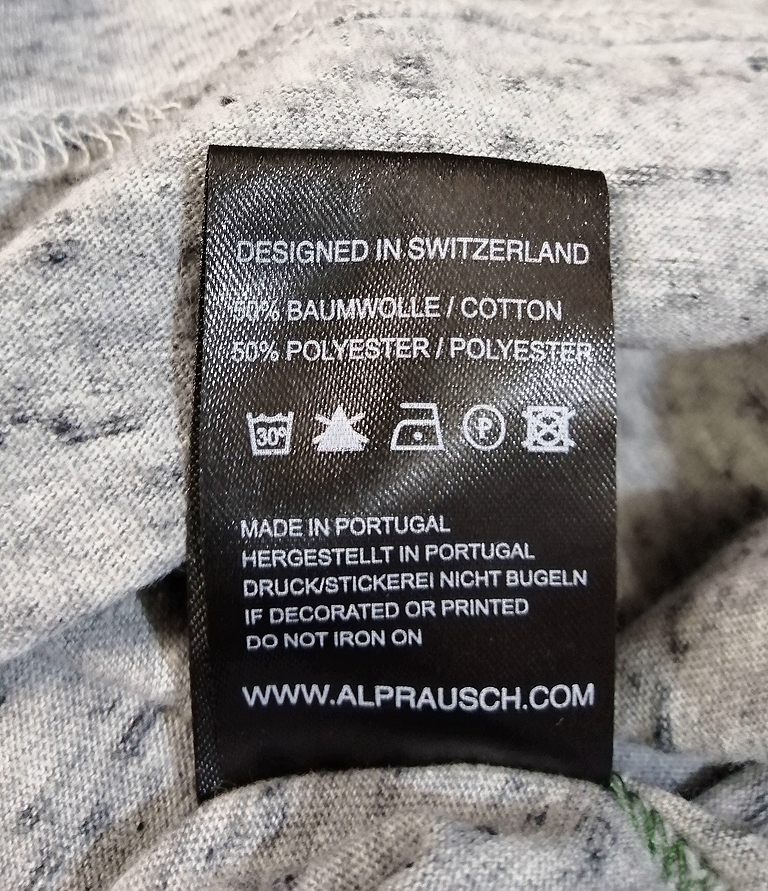 DESIGNED IN SWITZERLAND
50% BAUMWOLLE / COTTON
50% POLYESTER / POLYESTER
30° P
MADE IN PORTUGAL
HERGESTELLT IN PORTUGAL
DRUCK/STICKEREI NICHT BUGELN
IF DECORATED OR PRINTED
DO NOT IRON ON
WWW.ALPRAUSCH.COM